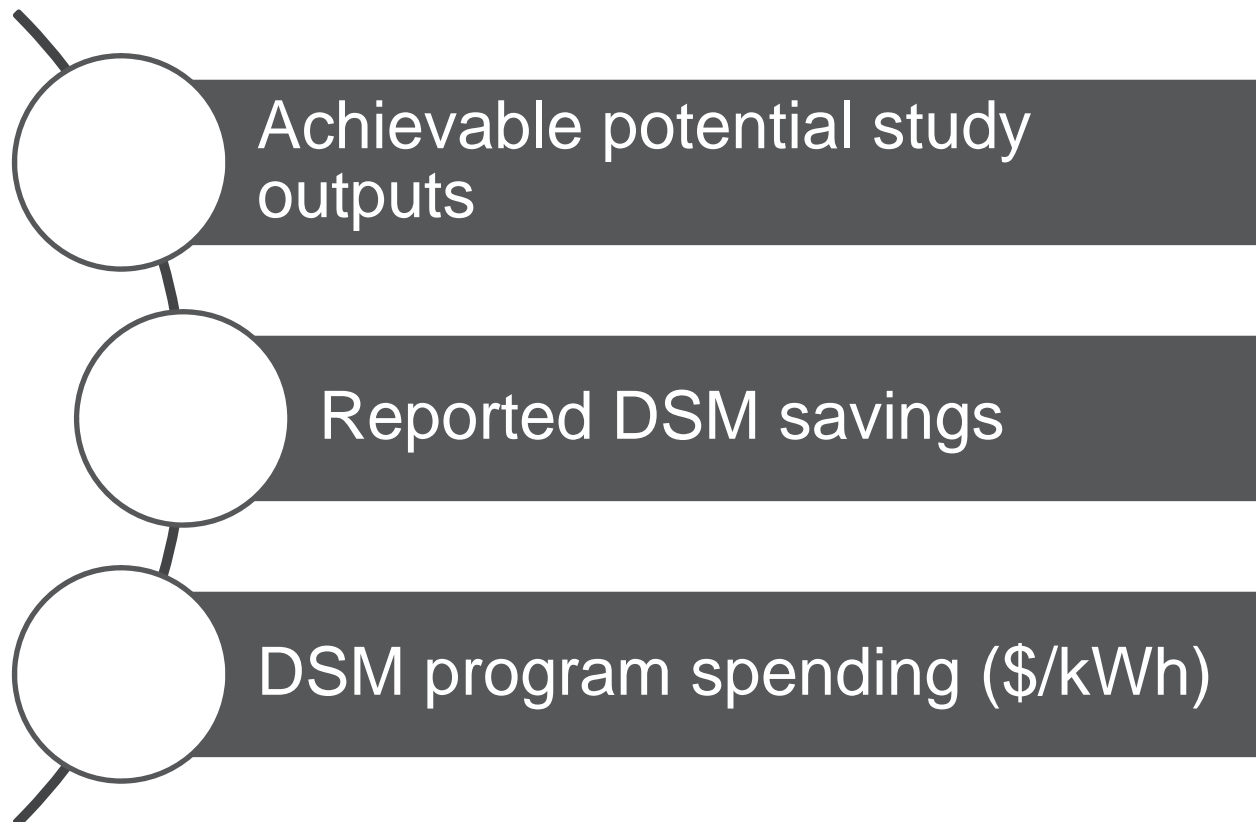 Achievable potential study
outputs
Reported DSM savings
DSM program spending ($/kWh)